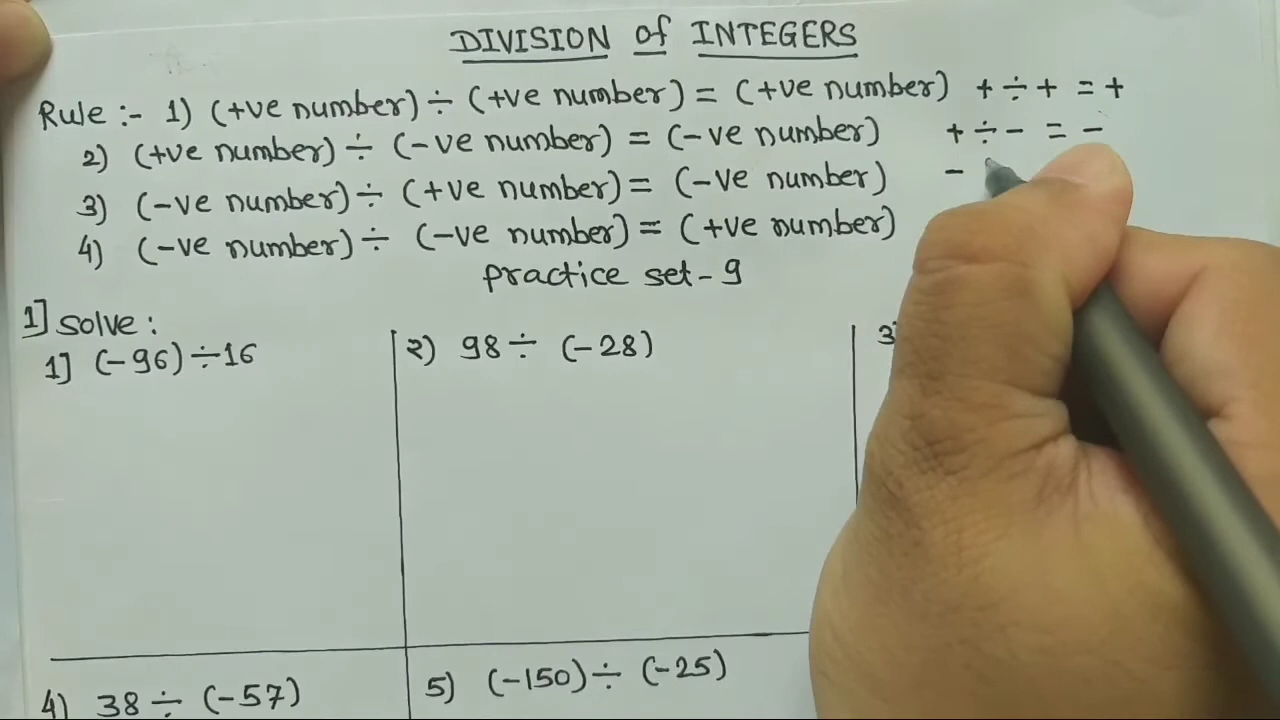 DIVISION of INTEGERS
Rule :- 1) (+ve number) ÷ (+ve number) = (+ve number) + ÷ + = +
2) (+ve number) ÷ (-ve number) = (-ve number) + ÷ - = -
3) (-ve number) ÷ (+ve number) = (-ve number) -
4) (-ve number) ÷ (-ve number) = (+ve number)
practice set - 9
1] solve :
1] (-96) ÷ 16
२) 98 ÷ (-28)
3)
4) 38 ÷ (-57)
5) (-150) ÷ (-25)